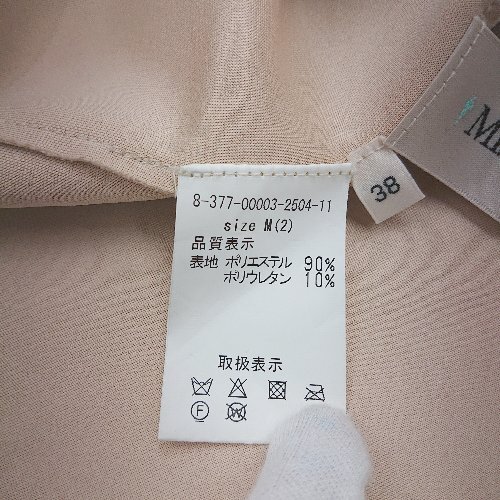 8-377-00003-2504-11
size M(2)
品質表示
表地 ポリエステル 90%
ポリウレタン 10%
取扱表示
F W
38